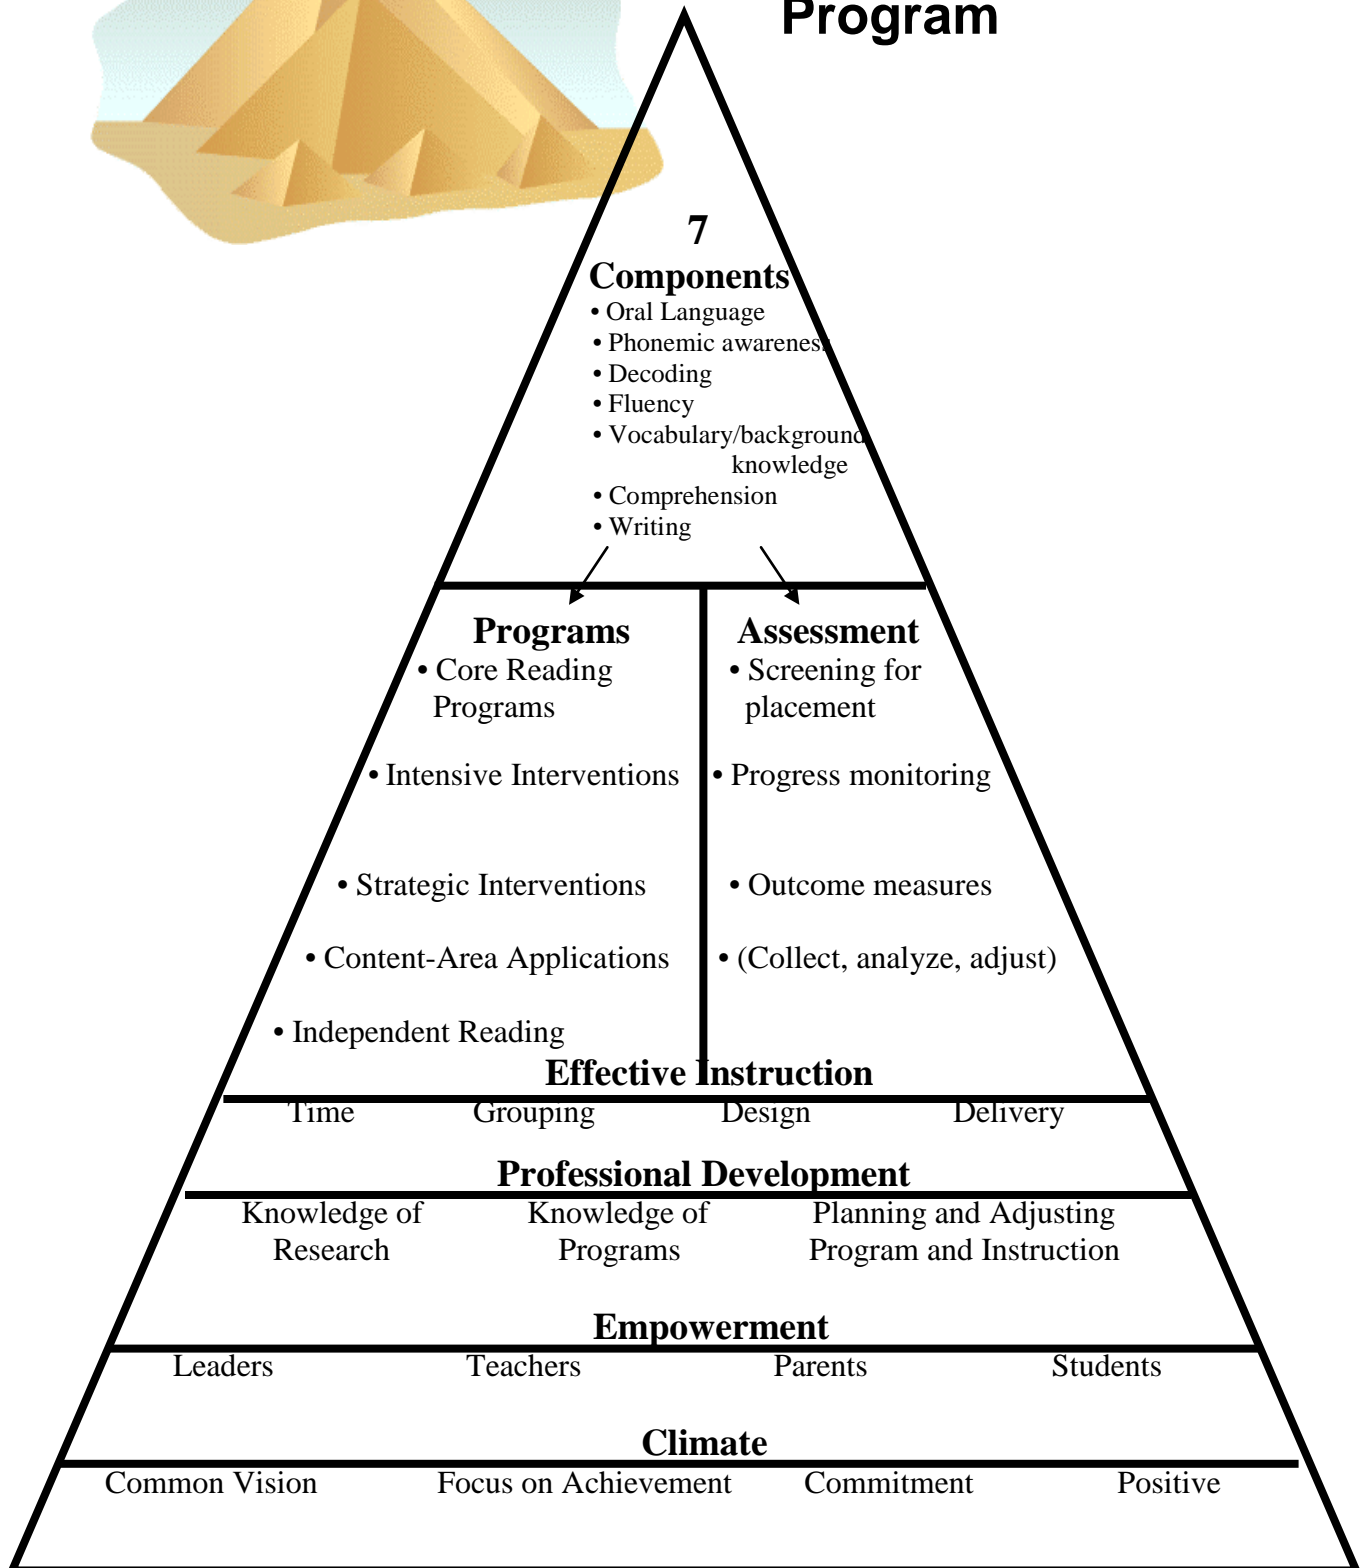 Program
7
Components
• Oral Language
• Phonemic awareness
• Decoding
• Fluency
• Vocabulary/background
knowledge
• Comprehension
• Writing
Programs
• Core Reading
Programs
• Intensive Interventions
• Strategic Interventions
• Content-Area Applications
• Independent Reading
Assessment
• Screening for
placement
• Progress monitoring
• Outcome measures
• (Collect, analyze, adjust)
Effective Instruction
Time Grouping Design Delivery
Professional Development
Knowledge of Knowledge of Planning and Adjusting
Research Programs Program and Instruction
Empowerment
Leaders Teachers Parents Students
Climate
Common Vision Focus on Achievement Commitment Positive